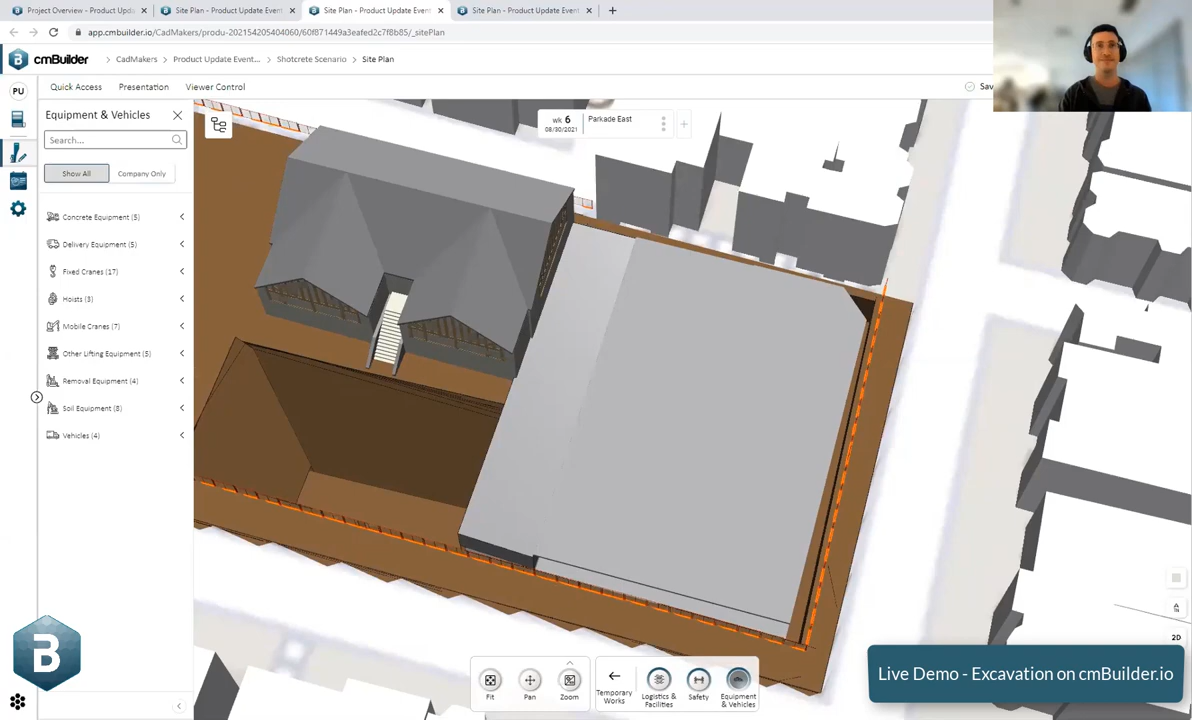 Project Overview - Product Upda
Site Plan - Product Update Event
Site Plan - Product Update Event
Site Plan - Product Update Event
app.cmbuilder.io/CadMakers/produ-202154205404060/60f871449a3eafed2c7f8b85/_sitePlan
cmBuilder
CadMakers
Product Update Event...
Shotcrete Scenario
Site Plan
PU
Quick Access
Presentation
Viewer Control
Sav
Equipment & Vehicles
Search...
Show All
Company Only
Concrete Equipment (5)
Delivery Equipment (5)
Fixed Cranes (17)
Hoists (3)
Mobile Cranes (7)
Other Lifting Equipment (5)
Removal Equipment (4)
Soil Equipment (8)
Vehicles (4)
wk 6
08/30/2021
Parkade East
2D
B
Fit
Pan
Zoom
Temporary Works
Logistics & Facilities
Safety
Equipment & Vehicles
Live Demo - Excavation on cmBuilder.io